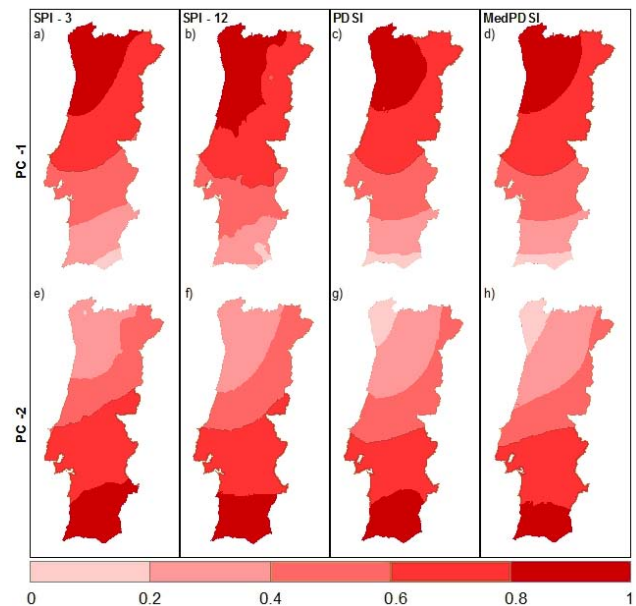 SPI - 3 SPI - 12 PDSI MedPDSI
a) b) c) d)
PC -1
e) f) g) h)
PC -2
0 0.2 0.4 0.6 0.8 1